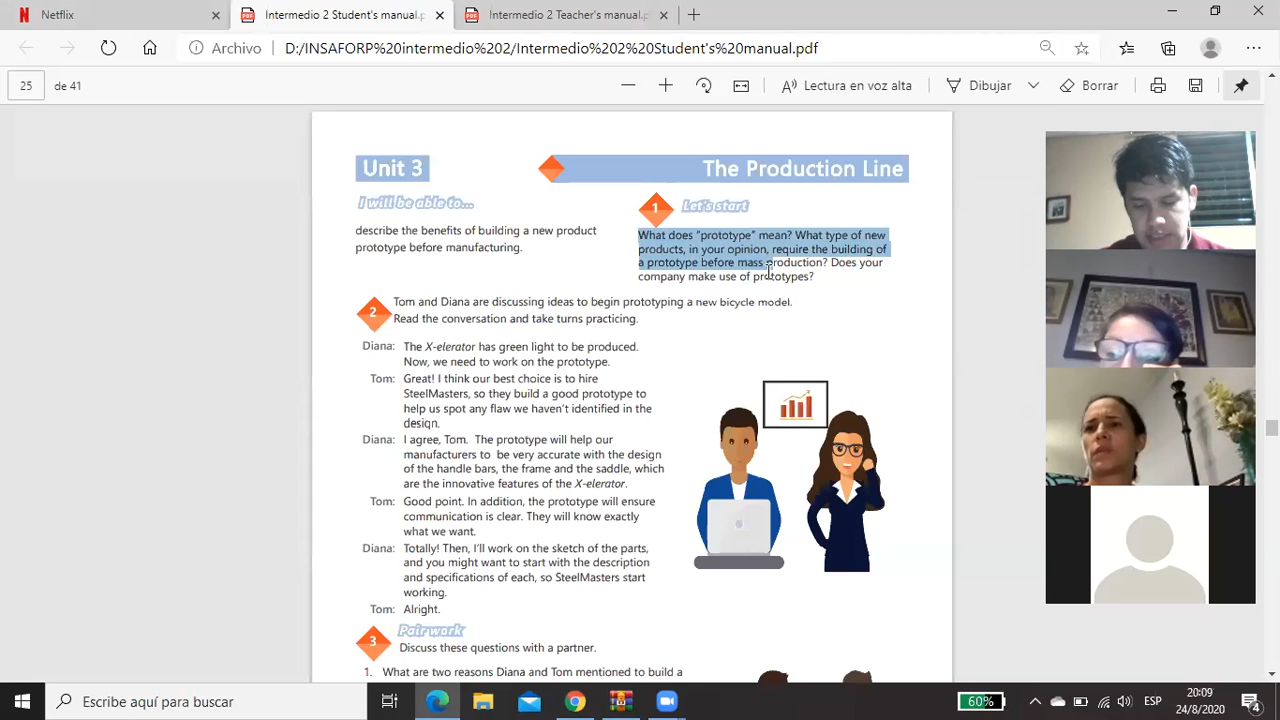 Netflix
Intermedio 2 Student's manual.p
Intermedio 2 Teacher's manual.p
Archivo
D:/INSAFORP%20intermedio%202/Intermedio%202%20Student's%20manual.pdf
25
de 41
Lectura en voz alta
Dibujar
Borrar
Unit 3
The Production Line
I will be able to...
describe the benefits of building a new product
prototype before manufacturing.
1
Let's start
What does "prototype" mean? What type of new
products, in your opinion, require the building of
a prototype before mass production? Does your
company make use of prototypes?
2
Tom and Diana are discussing ideas to begin prototyping a new bicycle model.
Read the conversation and take turns practicing.
Diana: The X-elerator has green light to be produced.
Now, we need to work on the prototype.
Tom: Great! I think our best choice is to hire
SteelMasters, so they build a good prototype to
help us spot any flaw we haven't identified in the
design.
Diana: I agree, Tom. The prototype will help our
manufacturers to be very accurate with the design
of the handle bars, the frame and the saddle, which
are the innovative features of the X-elerator.
Tom: Good point. In addition, the prototype will ensure
communication is clear. They will know exactly
what we want.
Diana: Totally! Then, I'll work on the sketch of the parts,
and you might want to start with the description
and specifications of each, so SteelMasters start
working.
Tom: Alright.
3
Pair work
Discuss these questions with a partner.
1. What are two reasons Diana and Tom mentioned to build a
Escribe aquí para buscar
60%
ESP
20:09
24/8/2020
4